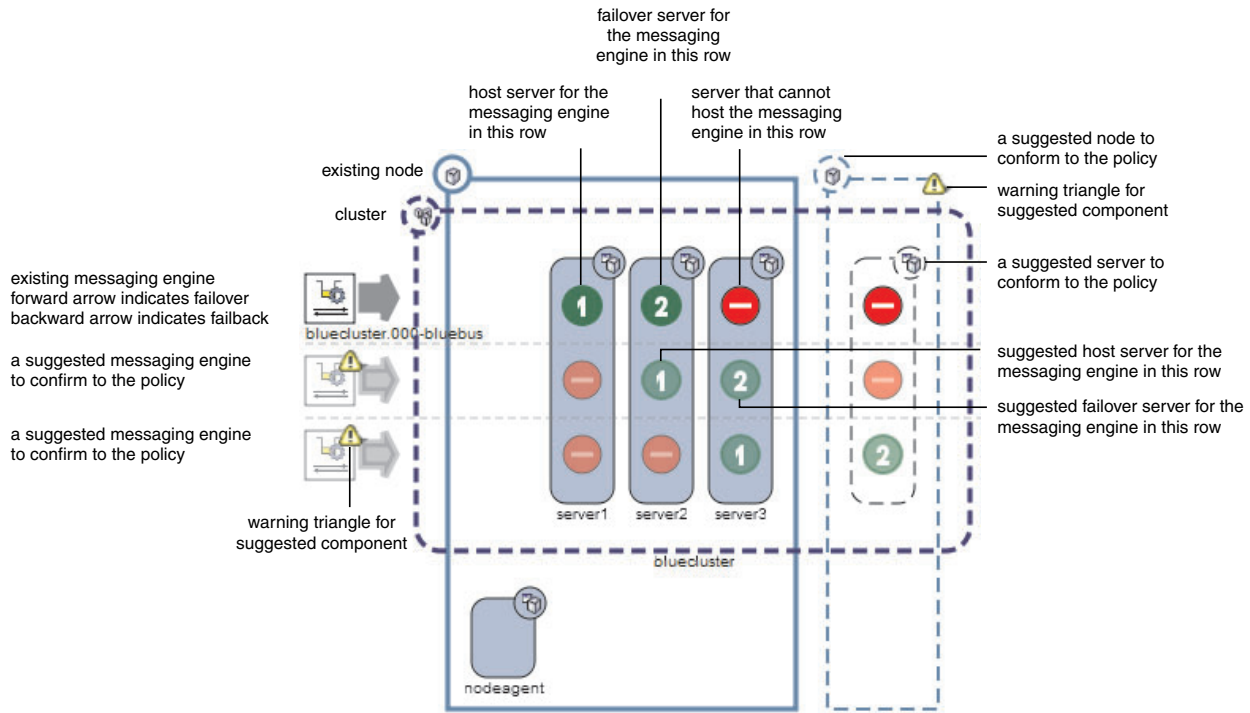 failover server for
the messaging
engine in this row
host server for the
messaging engine
in this row
server that cannot
host the messaging
engine in this row
a suggested node to
conform to the policy
existing node
warning triangle for
suggested component
cluster
a suggested server to
conform to the policy
existing messaging engine
forward arrow indicates failover
backward arrow indicates failback
1
2
bluecluster.000-bluebus
a suggested messaging engine
to confirm to the policy
1
2
suggested host server for the
messaging engine in this row
suggested failover server for the
messaging engine in this row
a suggested messaging engine
to confirm to the policy
1
2
server1
server2
server3
warning triangle for
suggested component
bluecluster
nodeagent